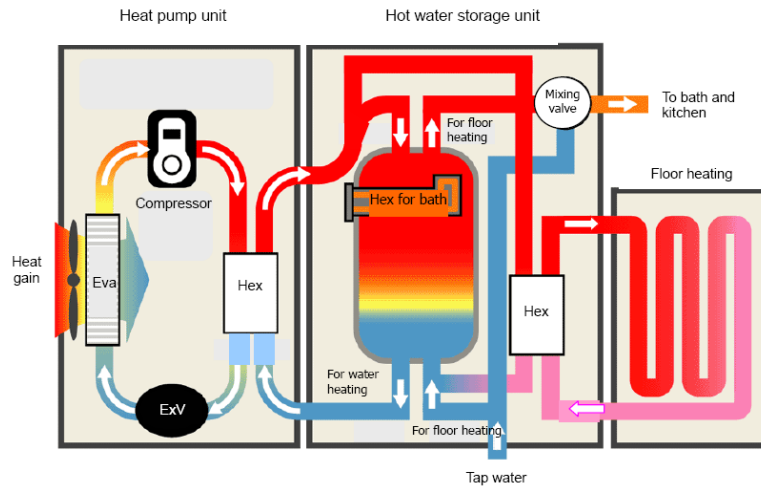 Heat pump unit
Hot water storage unit
Mixing
valve
To bath and
kitchen
For floor
heating
Compressor
Floor heating
Hex for bath
Heat
gain
Eva
Hex
Hex
For water
heating
ExV
For floor heating
Tap water